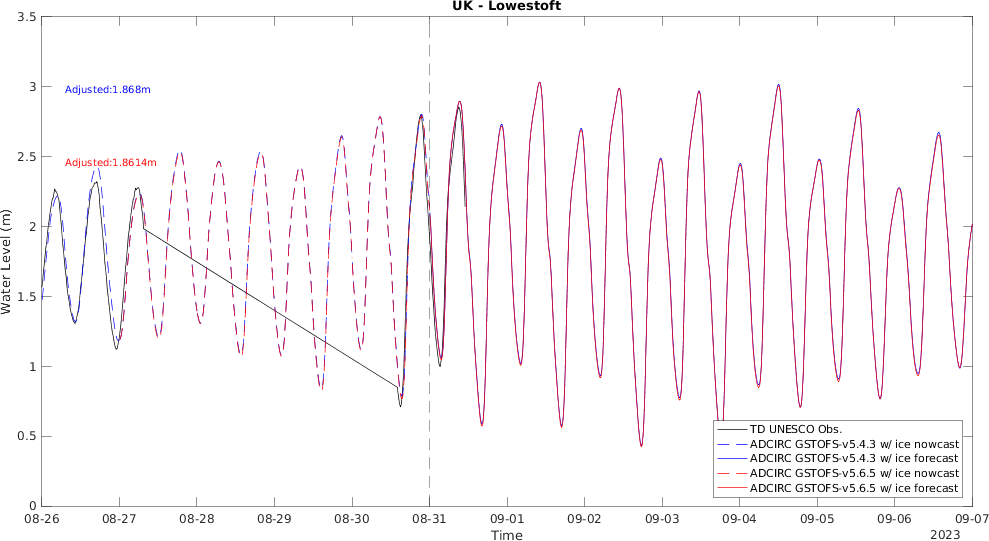 UK - Lowestoft
3.5
3
2.5
2
1.5
1
0.5
0
Water Level (m)
Adjusted:1.868m
Adjusted:1.8614m
TD UNESCO Obs.
ADCIRC GSTOFS-v5.4.3 w/ ice nowcast
ADCIRC GSTOFS-v5.4.3 w/ ice forecast
ADCIRC GSTOFS-v5.6.5 w/ ice nowcast
ADCIRC GSTOFS-v5.6.5 w/ ice forecast
08-26 08-27 08-28 08-29 08-30 08-31 09-01 09-02 09-03 09-04 09-05 09-06 09-07
Time
2023